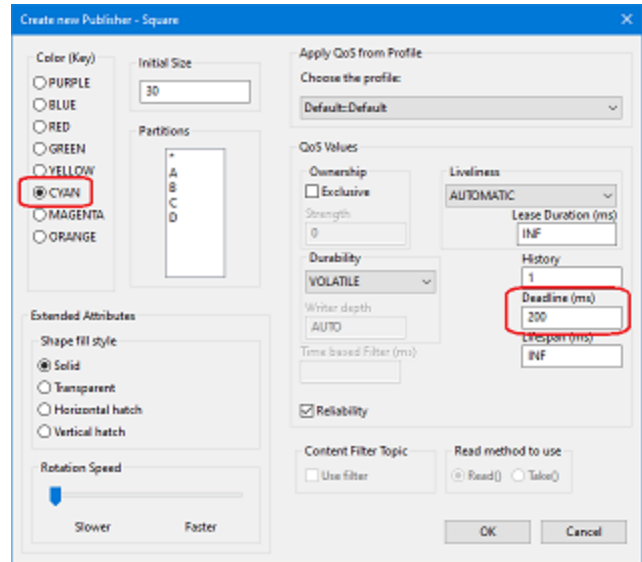 Create new Publisher - Square
Color (Key)
PURPLE
BLUE
RED
GREEN
YELLOW
CYAN
MAGENTA
ORANGE
Initial Size
30
Partitions
*
A
B
C
D
Extended Attributes
Shape fill style
Solid
Transparent
Horizontal hatch
Vertical hatch
Rotation Speed
Slower Faster
Apply QoS from Profile
Choose the profile:
Default::Default
QoS Values
Ownership
Exclusive
Strength
0
Durability
VOLATILE
Writer depth
AUTO
Time based Filter (ms)
Liveliness
AUTOMATIC
Lease Duration (ms)
INF
History
1
Deadline (ms)
200
Lifespan (ms)
INF
Reliability
Content Filter Topic
Use filter
Read method to use
Read() Take()
OK Cancel